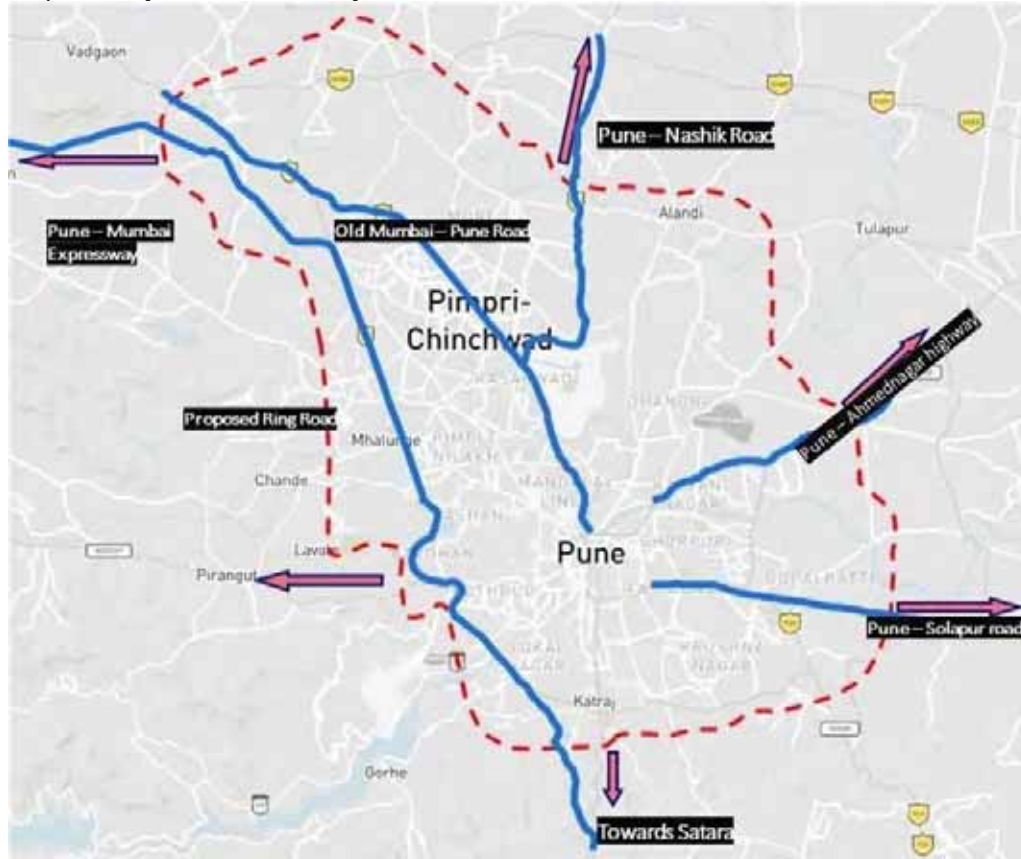 Vadgaon
Pune – Nashik Road
Alandi
Tulapur
Pune – Mumbai
Expressway
Old Mumbai – Pune Road
Pimpri-
Chinchwad
Pune – Ahmednagar highway
Proposed Ring Road
Mhalunge
Chande
Pirangut
Pune
Pune – Solapur road
Katraj
Gorhe
Towards Satara